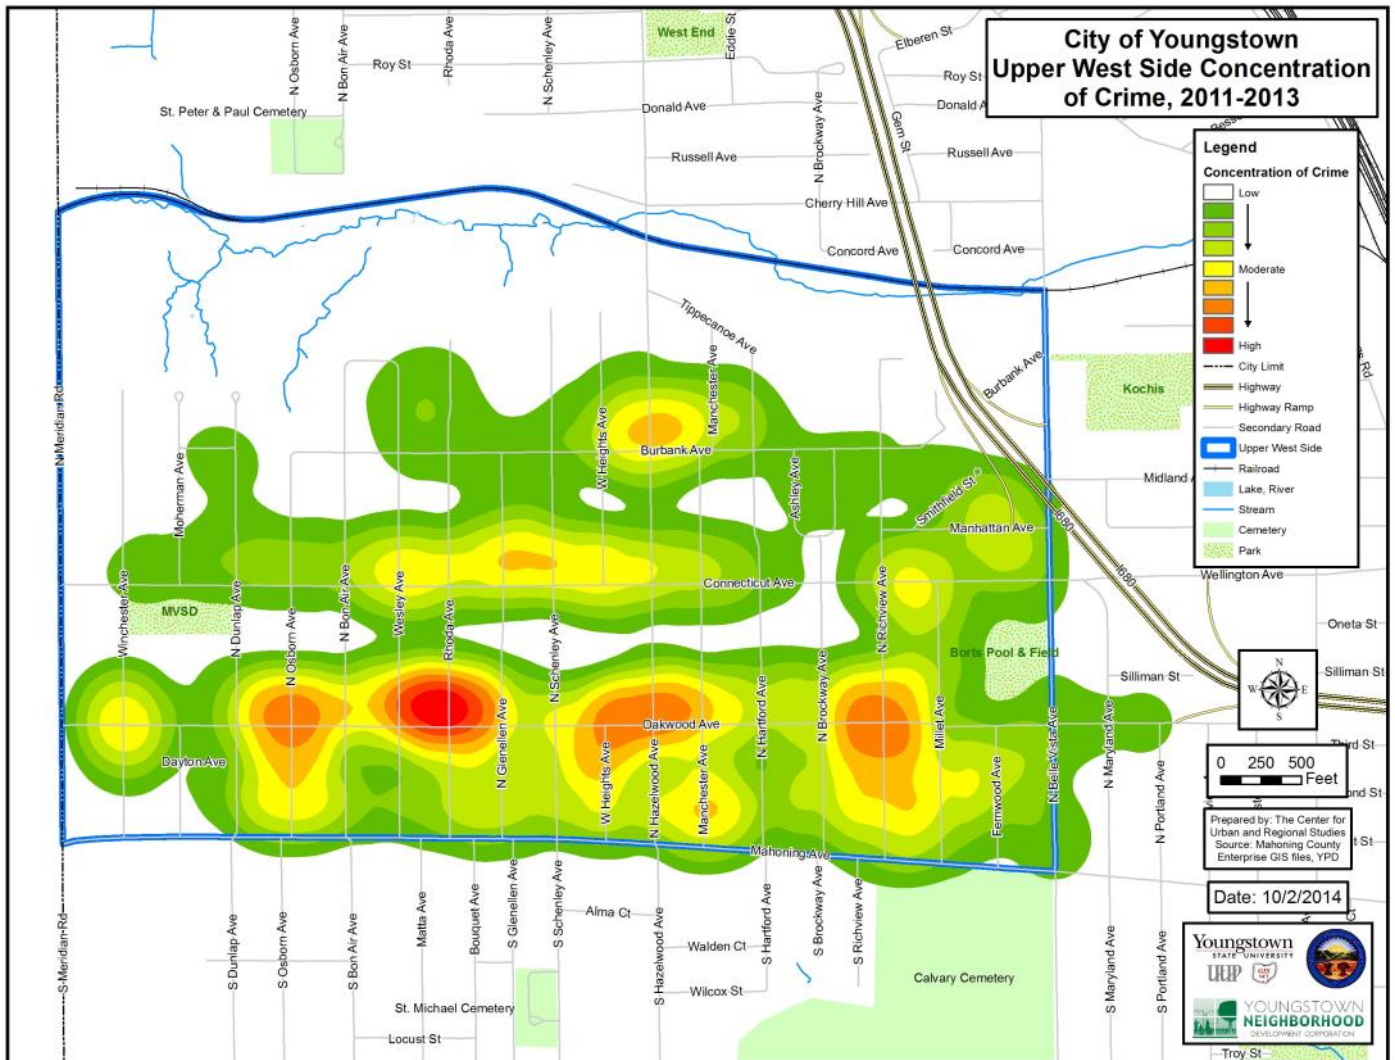 City of Youngstown
Upper West Side Concentration
of Crime, 2011-2013
Legend
Concentration of Crime
Low
Moderate
High
City Limit
Highway
Highway Ramp
Secondary Road
Upper West Side
Railroad
Lake, River
Stream
Cemetery
Park
West End
Eddie St
Elberen St
N Osborn Ave
N Bon Air Ave
Rhoda Ave
N Schenley Ave
Roy St
Roy St
St. Peter & Paul Cemetery
Donald Ave
Donald A
N Brockway Ave
Gem St
Russell Ave
Russell Ave
Cherry Hill Ave
Concord Ave
Concord Ave
Tippecanoe Ave
Manchester Ave
Burbank Ave
Kochis
Rd
N Meridian Rd
W Heights Ave
Burbank Ave
Moherman Ave
Ashley Ave
Smithfield St
Midland A
Manhattan Ave
I680
I680
Connecticut Ave
Wellington Ave
Winchester Ave
MVSD
N Dunlap Ave
N Osborn Ave
N Bon Air Ave
Wesley Ave
Rhoda Ave
N Schenley Ave
N Richview Ave
Oneta St
Borts Pool & Field
Silliman St
Silliman St
N
W E
S
N Glenellen Ave
Oakwood Ave
N Hartford Ave
N Brockway Ave
Millet Ave
N Belle Vista Ave
N Maryland Ave
Third St
Dayton Ave
W Heights Ave
N Hazelwood Ave
Manchester Ave
Fernwood Ave
N Portland Ave
0 250 500
Feet
ond St
t St
Mahoning Ave
Prepared by: The Center for
Urban and Regional Studies
Source: Mahoning County
Enterprise GIS files, YPD
Date: 10/2/2014
S Meridian Rd
S Dunlap Ave
S Osborn Ave
S Bon Air Ave
Matta Ave
Bouquet Ave
S Glenellen Ave
S Schenley Ave
Alma Ct
S Hazelwood Ave
Walden Ct
Wilcox St
S Hartford Ave
S Brockway Ave
S Richview Ave
Calvary Cemetery
S Maryland Ave
S Portland Ave
Ct
St. Michael Cemetery
Locust St
Troy St
Youngstown
STATE UNIVERSITY
YOUNGSTOWN
NEIGHBORHOOD
DEVELOPMENT CORPORATION